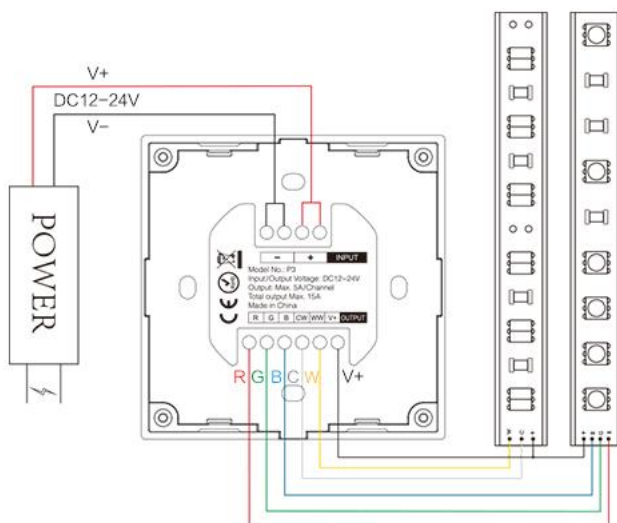 V+
DC12-24V
V-
POWER
- + INPUT
Model No.: P3
Input/Output Voltage: DC12-24V
Output: Max. 5A/Channel
Total output Max. 15A
Made in China
R G B CW WW V+ OUTPUT
R G B C W V+
W C +
+ B G R